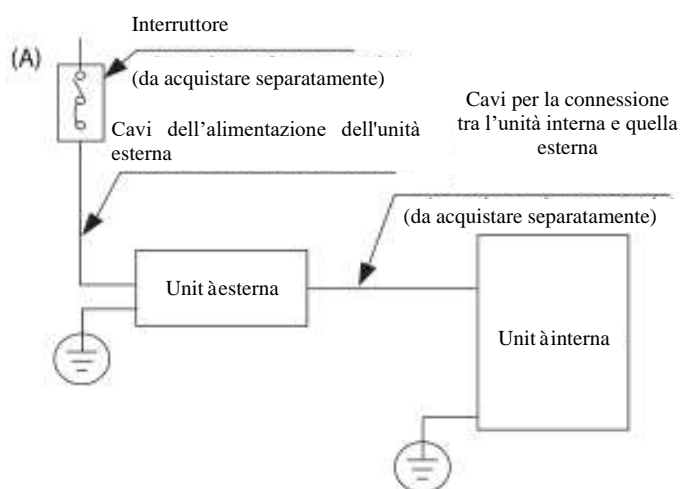 Interruttore
(A)
(da acquistare separatamente)
Cavi per la connessione
tra l'unità interna e quella
esterna
Cavi dell'alimentazione dell'unità
esterna
(da acquistare separatamente)
Unit àesterna
Unit àinterna